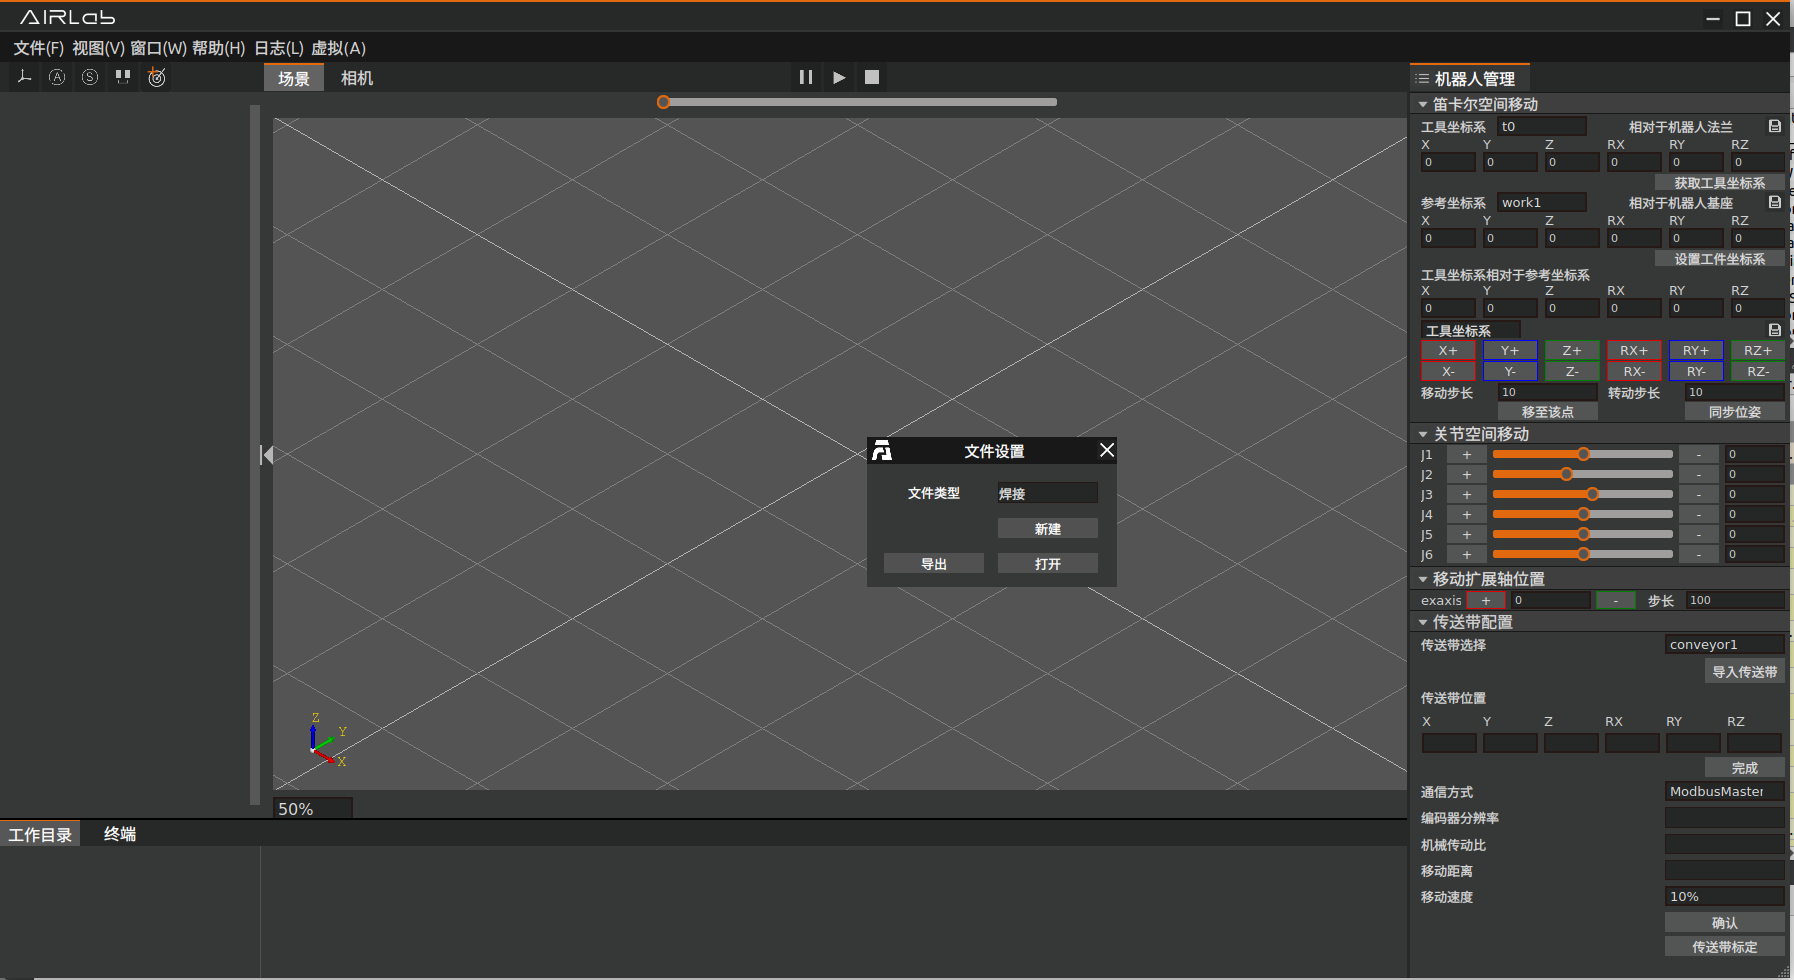 AIRLab
文件(F) 视图(V) 窗口(W) 帮助(H) 日志(L) 虚拟(A)
A S 场景 相机
机器人管理
笛卡尔空间移动
工具坐标系 t0 相对于机器人法兰
X Y Z RX RY RZ
0 0 0 0 0 0
获取工具坐标系
参考坐标系 work1 相对于机器人基座
X Y Z RX RY RZ
0 0 0 0 0 0
设置工件坐标系
工具坐标系相对于参考坐标系
X Y Z RX RY RZ
0 0 0 0 0 0
工具坐标系
X+ Y+ Z+ RX+ RY+ RZ+
X- Y- Z- RX- RY- RZ-
移动步长 10 转动步长 10
移至该点 同步位姿
关节空间移动
J1 + - 0
J2 + - 0
J3 + - 0
J4 + - 0
J5 + - 0
J6 + - 0
移动扩展轴位置
exaxis + 0 - 步长 100
传送带配置
传送带选择 conveyor1
导入传送带
传送带位置
X Y Z RX RY RZ
完成
通信方式 ModbusMaster
编码器分辨率
机械传动比
移动距离
移动速度 10%
确认
传送带标定
文件设置
文件类型 焊接
新建
导出 打开
Z
Y
X
50%
工作目录 终端